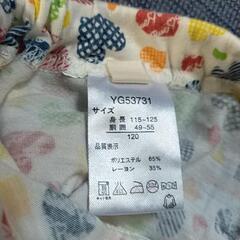 YG53731
サイズ
身長 115-125
胴囲 49-55
120
品質表示
ポリエステル 65%
レーヨン 35%